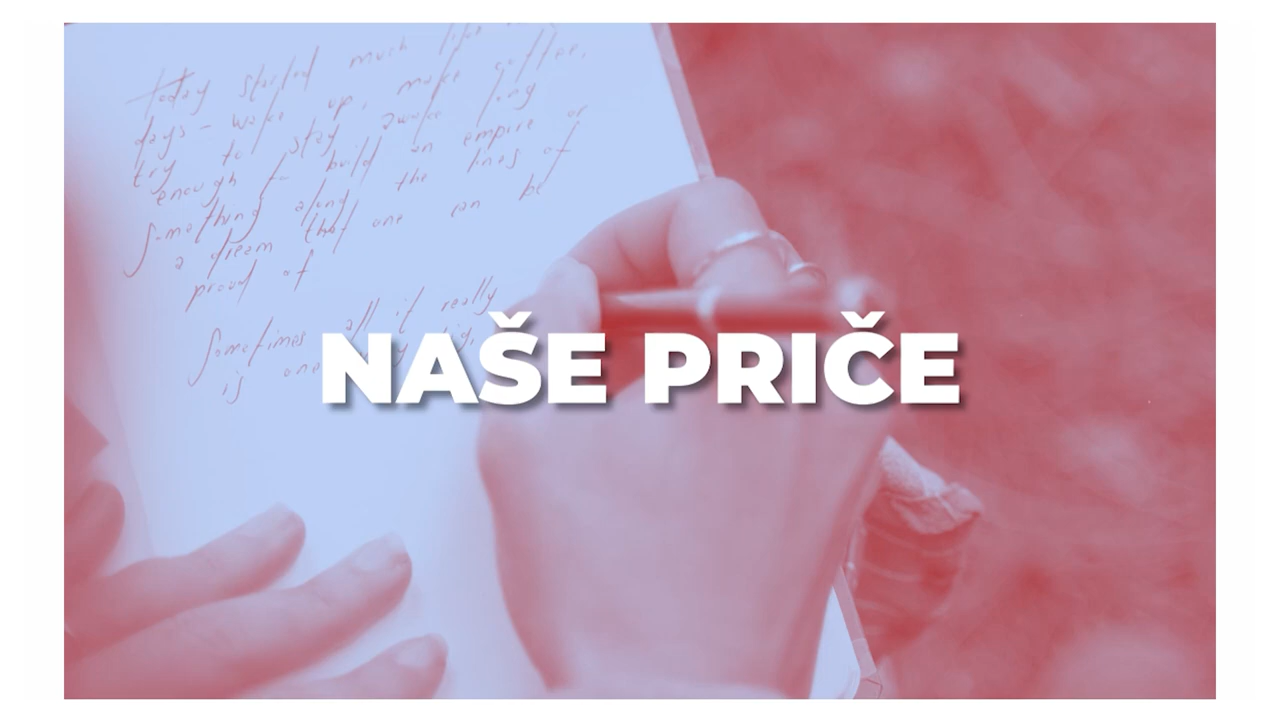 today started much like
days - wake up, make coffee,
try to stay awake long
enough to build an empire or
something along the lines of
a dream that one can be
proud of
Sometimes all it really
is one
NAŠE PRIČE